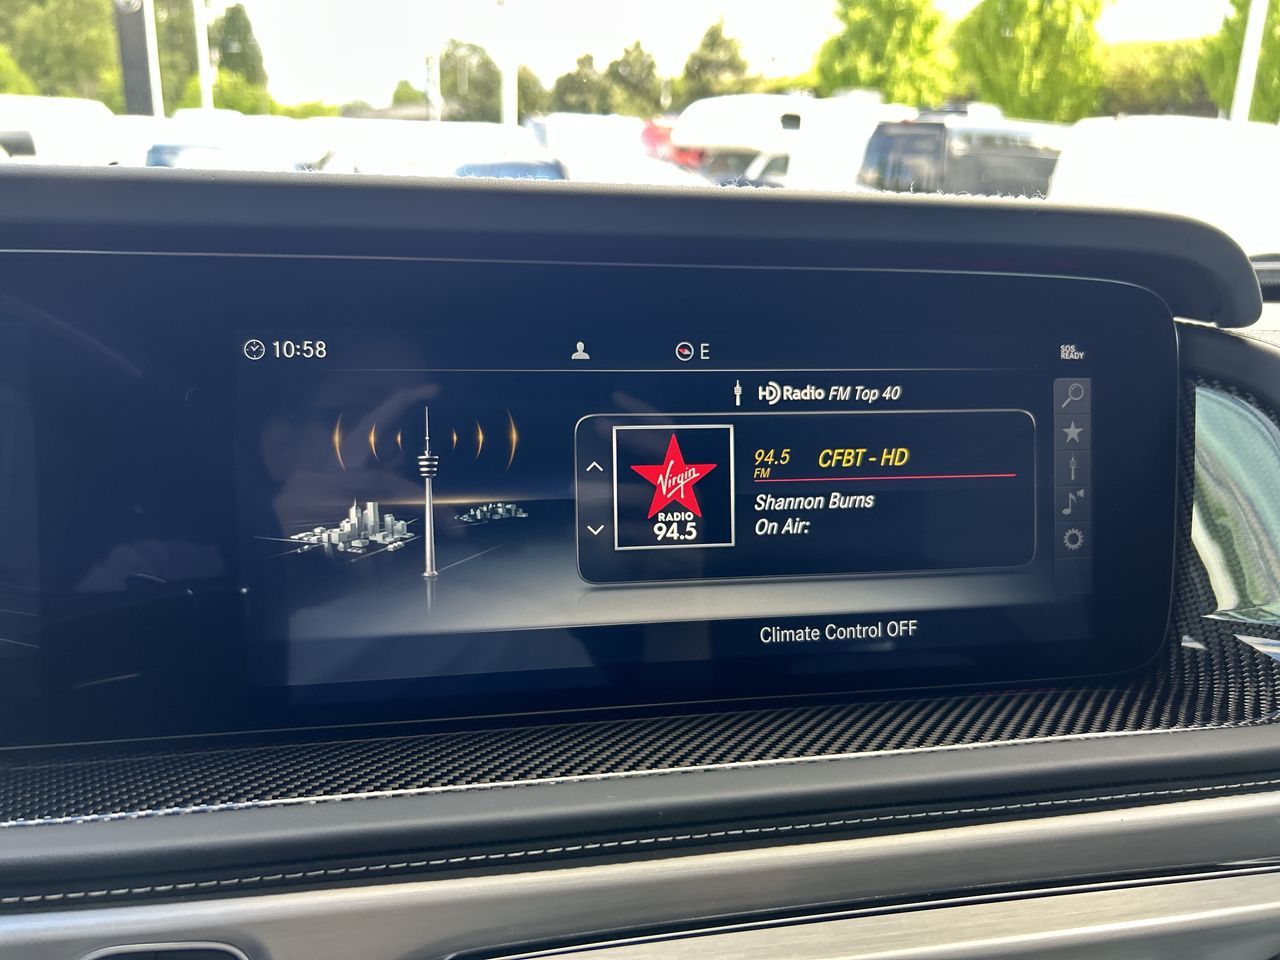 10:58
E
SOS
READY
HD Radio FM Top 40
Virgin
RADIO
94.5
94.5
FM
CFBT - HD
Shannon Burns
On Air:
Climate Control OFF